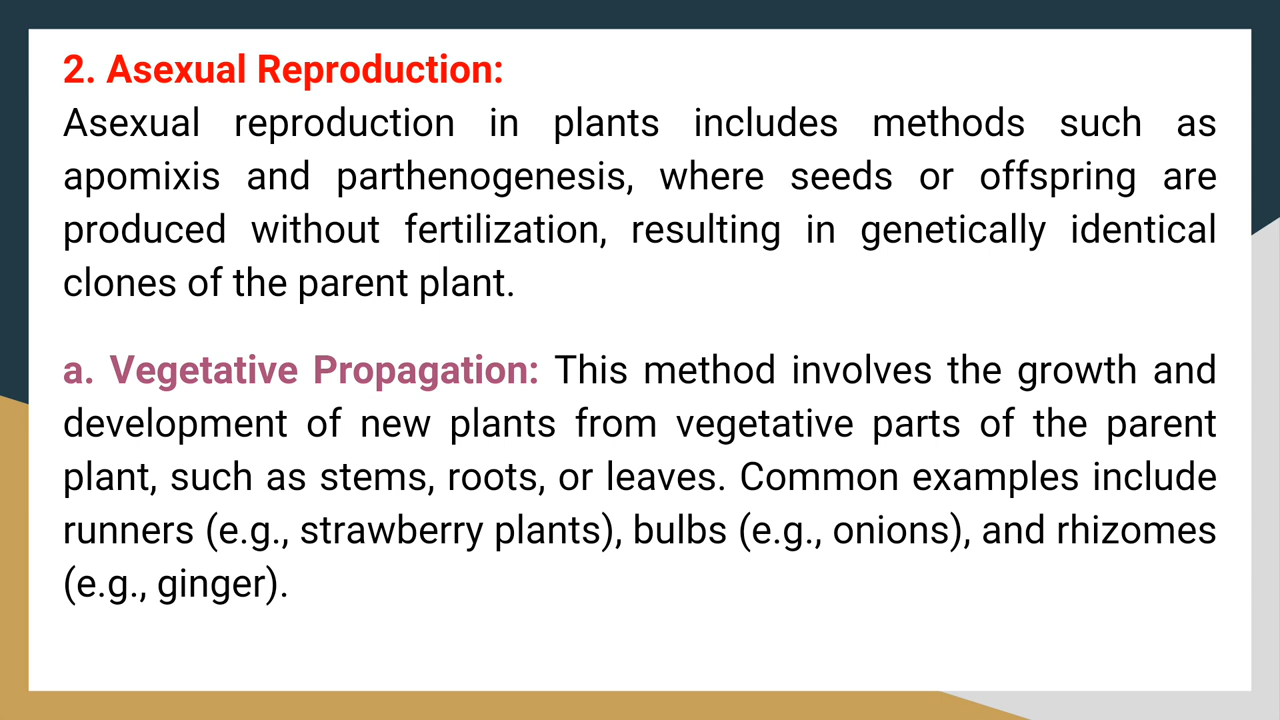 2. Asexual Reproduction:
Asexual reproduction in plants includes methods such as
apomixis and parthenogenesis, where seeds or offspring are
produced without fertilization, resulting in genetically identical
clones of the parent plant.
a. Vegetative Propagation: This method involves the growth and
development of new plants from vegetative parts of the parent
plant, such as stems, roots, or leaves. Common examples include
runners (e.g., strawberry plants), bulbs (e.g., onions), and rhizomes
(e.g., ginger).